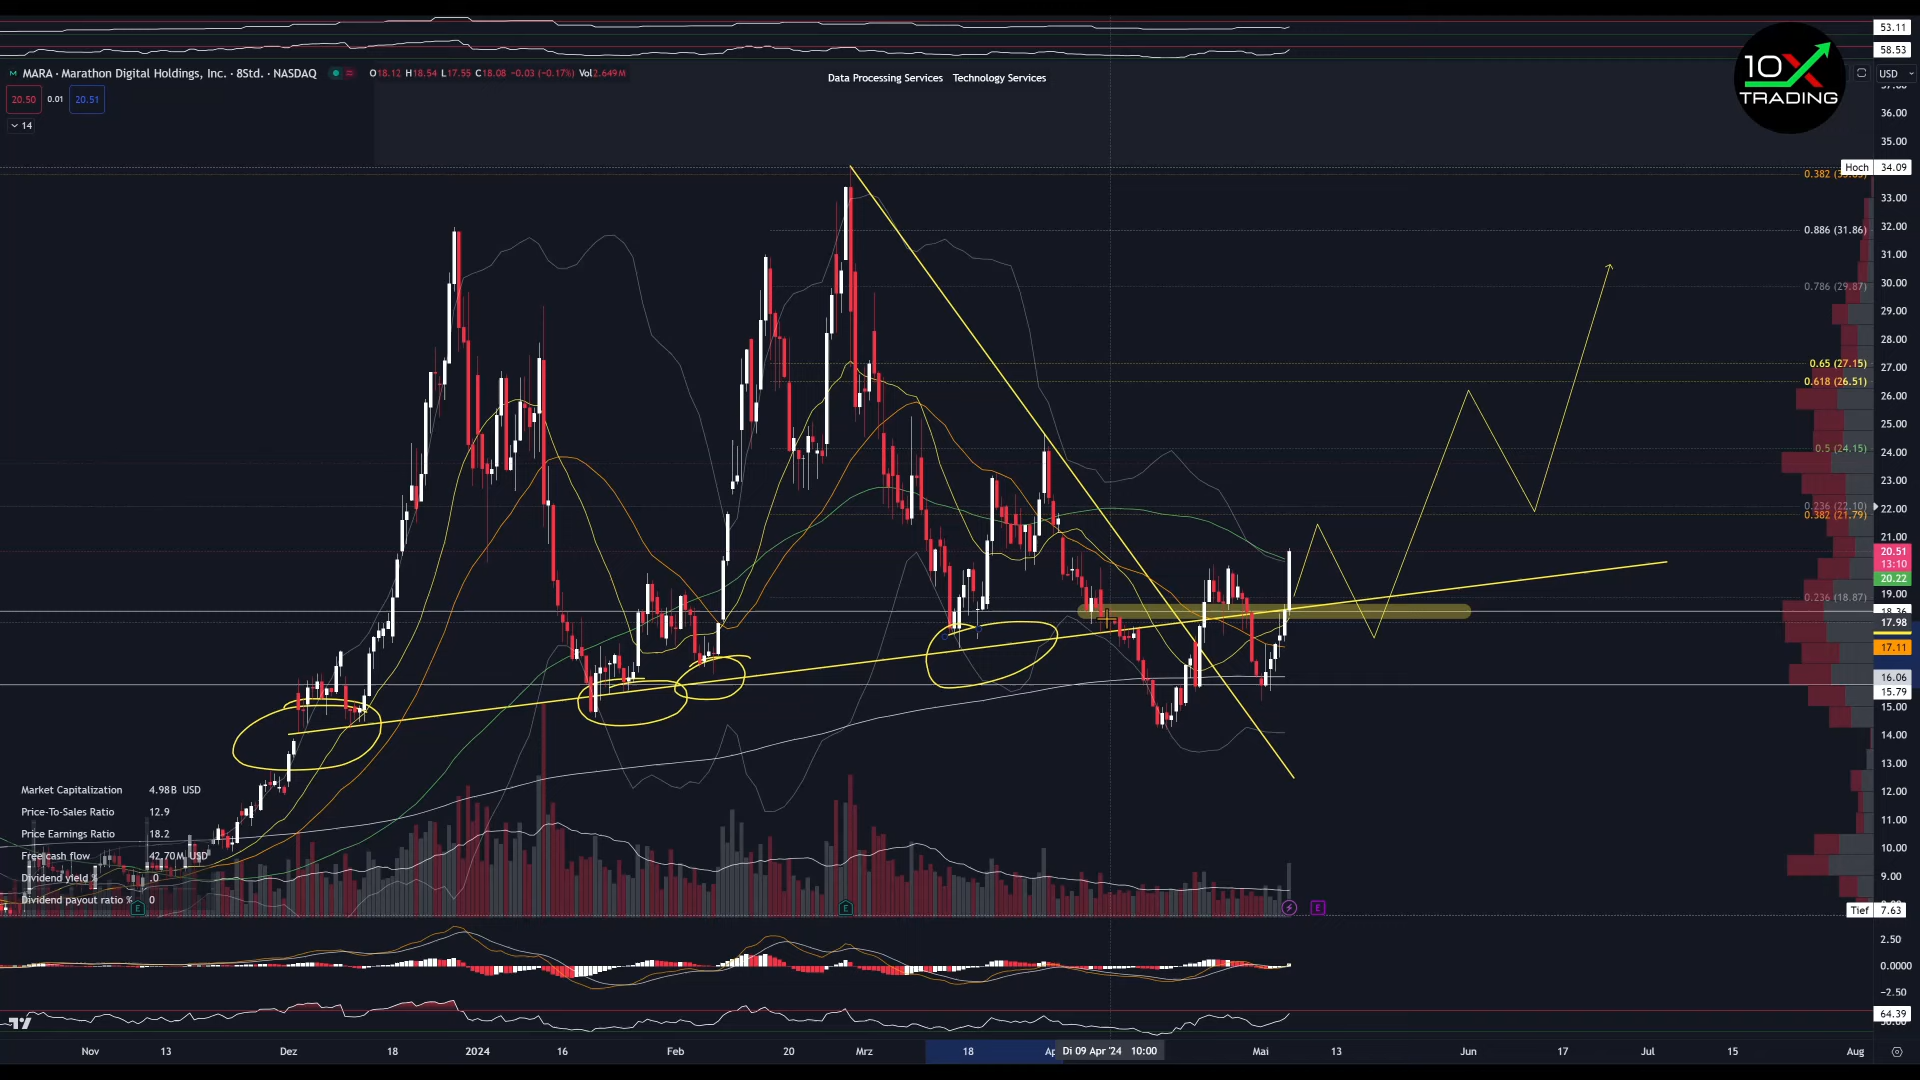 53.11
58.53
MARA · Marathon Digital Holdings, Inc. · 8Std. · NASDAQ
O18.12 H18.54 L17.55 C18.08 -0.03 (-0.17%) Vol2.649M
Data Processing Services Technology Services
10X
TRADING
USD
20.50 0.01 20.51
14
36.00
35.00
Hoch 34.09
0.382
33.00
0.886 (31.86)
32.00
31.00
30.00
0.786 (29.87)
29.00
28.00
0.65 (27.15)
27.00
0.618 (26.51)
26.00
25.00
0.5 (24.15)
24.00
23.00
0.236 (22.10)
22.00
0.382 (21.79)
21.00
20.51
13:10
20.22
0.236 (18.87)
19.00
18.36
17.98
17.11
16.06
15.79
15.00
14.00
13.00
12.00
11.00
10.00
9.00
Tief 7.63
Market Capitalization 4.98B USD
Price-To-Sales Ratio 12.9
Price Earnings Ratio 18.2
Free cash flow 42.70M USD
Dividend yield % .0
Dividend payout ratio % 0
E
E
E
2.50
0.0000
-2.50
64.39
Nov 13 Dez 18 2024 16 Feb 20 Mrz 18 Di 09 Apr '24 10:00 Mai 13 Jun 17 Jul 15 Aug